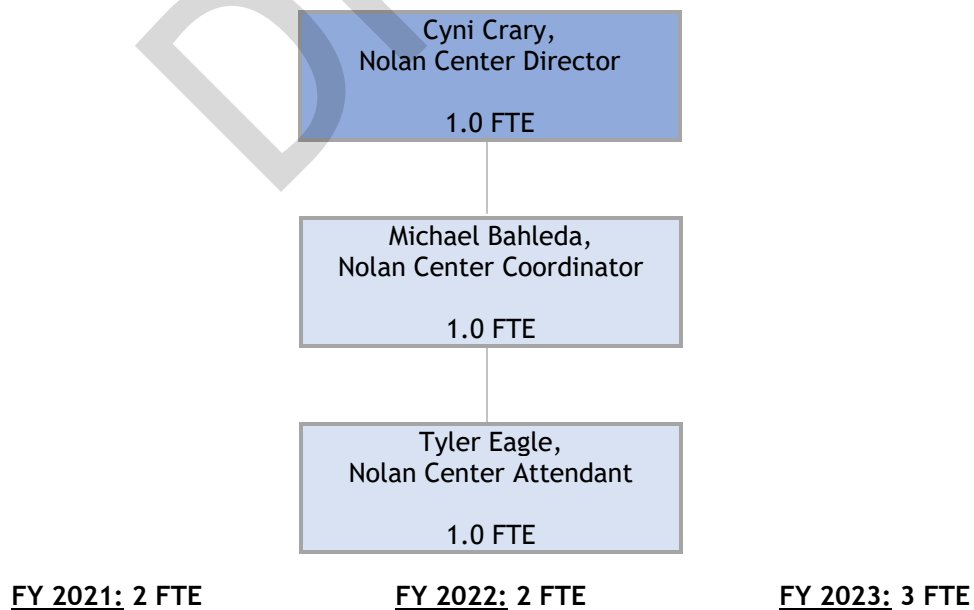 Cyni Crary,
Nolan Center Director
1.0 FTE
Michael Bahleda,
Nolan Center Coordinator
1.0 FTE
Tyler Eagle,
Nolan Center Attendant
1.0 FTE
FY 2021: 2 FTE FY 2022: 2 FTE FY 2023: 3 FTE